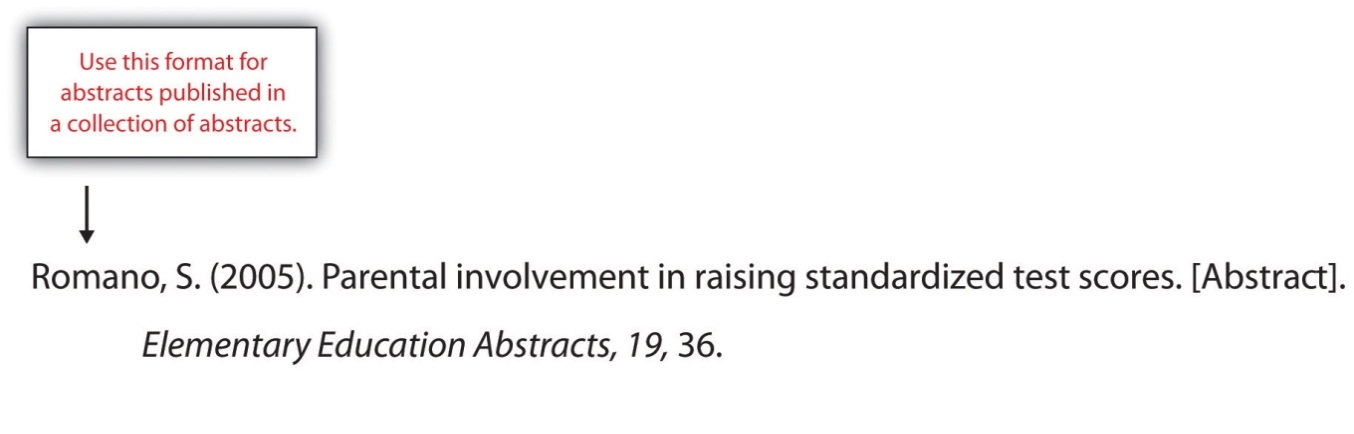 Use this format for
abstracts published in
a collection of abstracts.
Romano, S. (2005). Parental involvement in raising standardized test scores. [Abstract].
Elementary Education Abstracts, 19, 36.